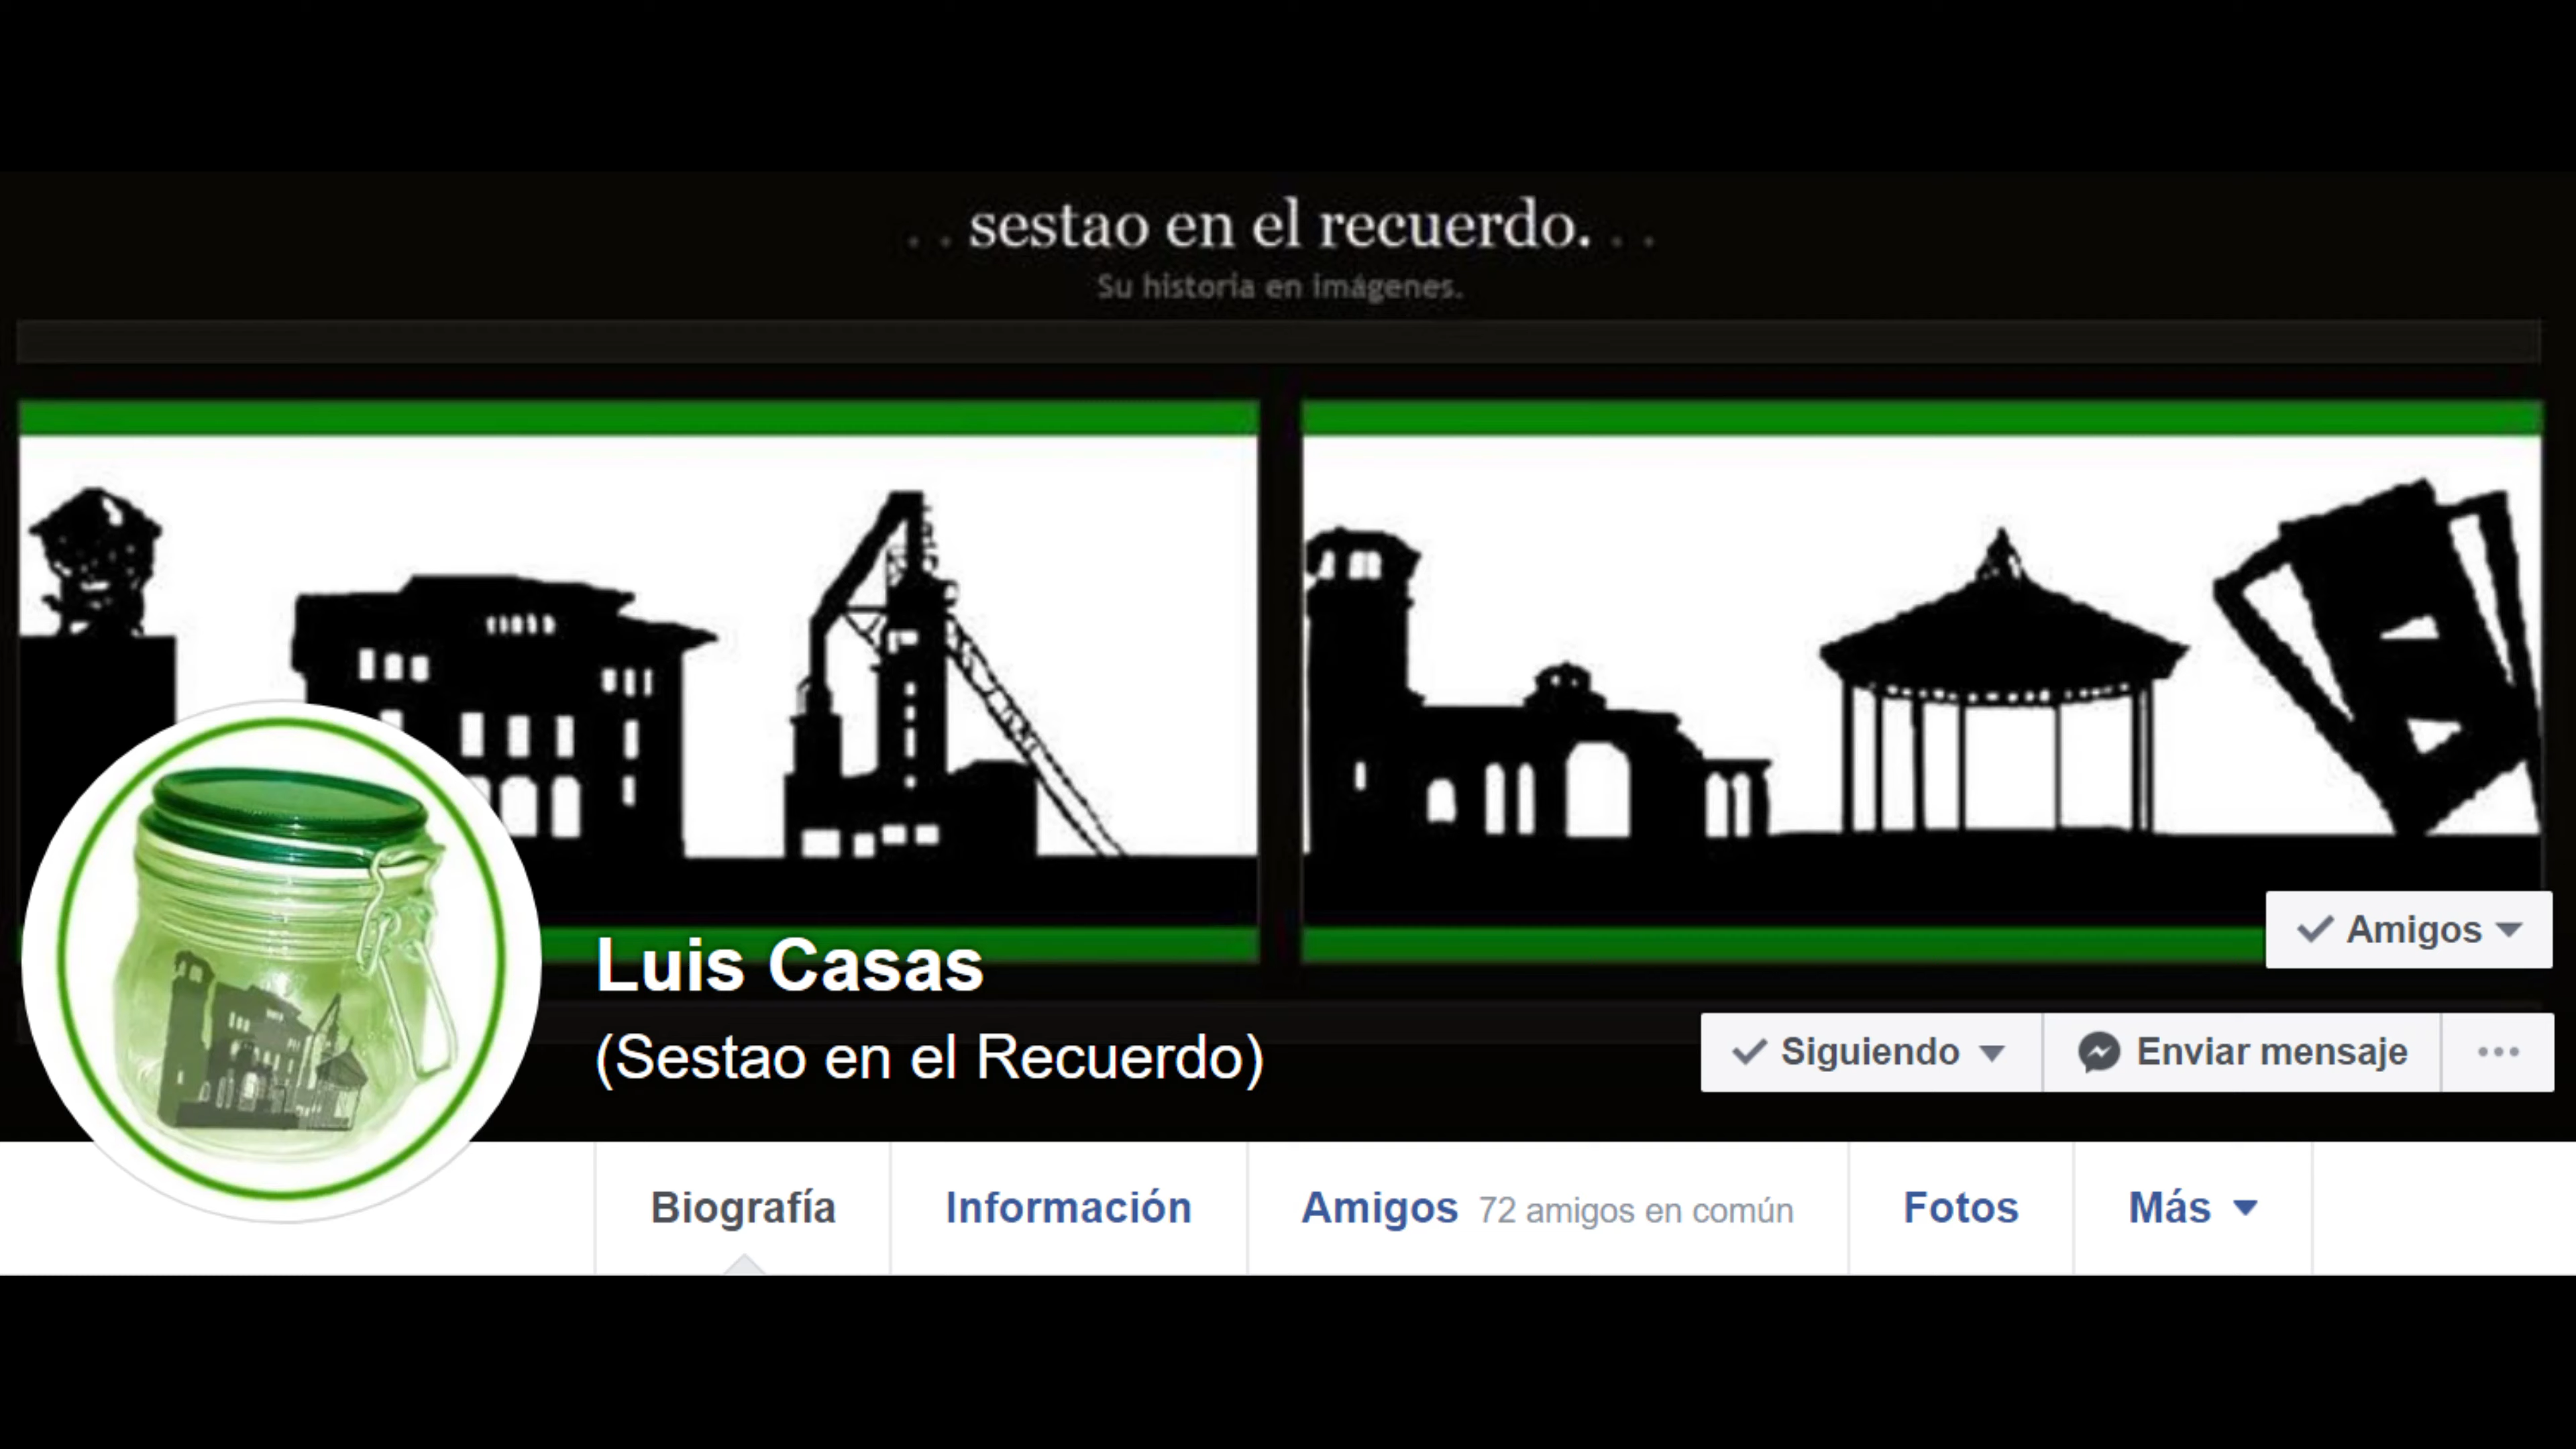 . . sestao en el recuerdo. . .
Su historia en imágenes.
Amigos
Luis Casas
(Sestao en el Recuerdo)
Siguiendo
Enviar mensaje
Biografía
Información
Amigos 72 amigos en común
Fotos
Más